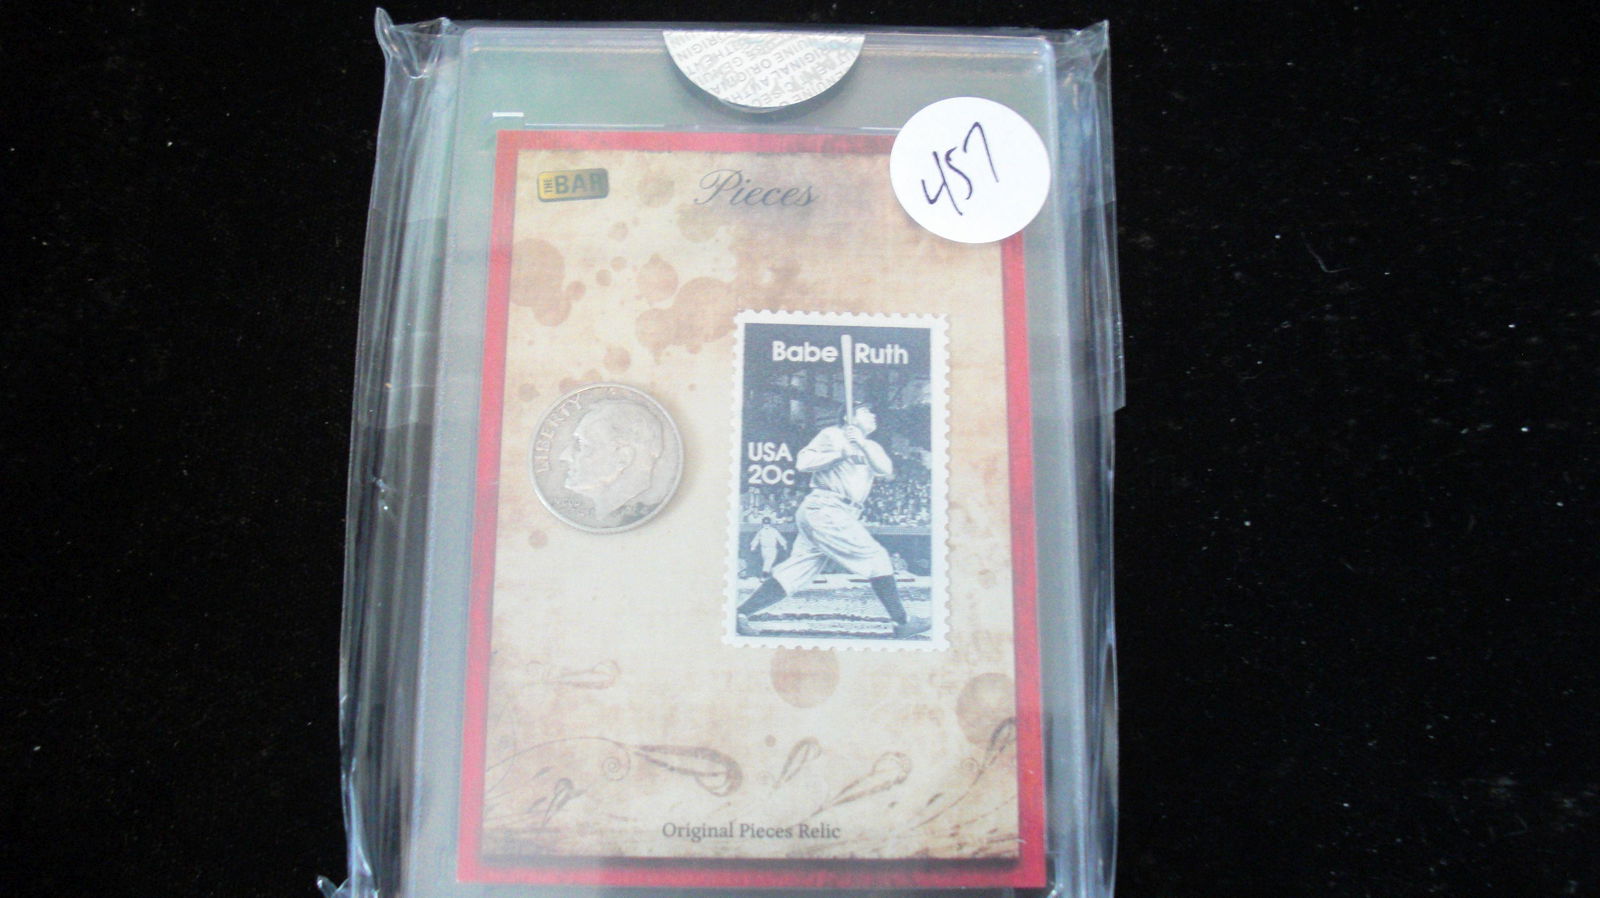 457
THE BAR
Pieces
Babe Ruth
LIBERTY
USA
20c
Original Pieces Relic